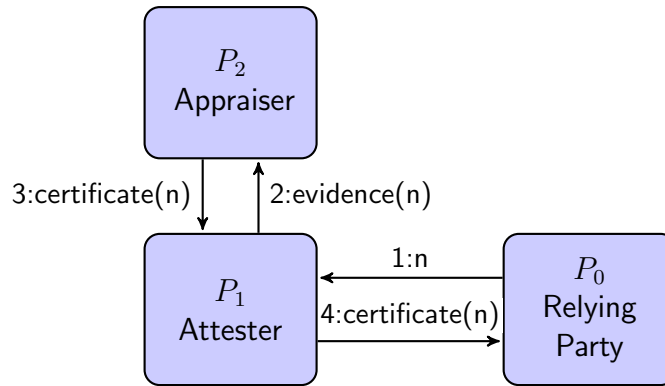 P2
Appraiser
3:certificate(n)
2:evidence(n)
P1
Attester
1:n
4:certificate(n)
P0
Relying
Party